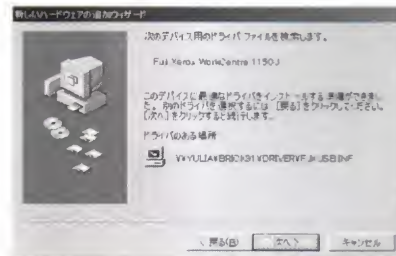 新しいハードウェアの追加ウィザード
次のデバイス用のドライバ ファイルを検索します。
Fuji Xerox WorkCentre 1150J
このデバイスに最適なドライバをインストールする準備ができまし
た。別のドライバを選択するには、[戻る] をクリックしてください。
[次へ] をクリックすると続行します。
ドライバのある場所
< 戻る(B)
次へ >
キャンセル